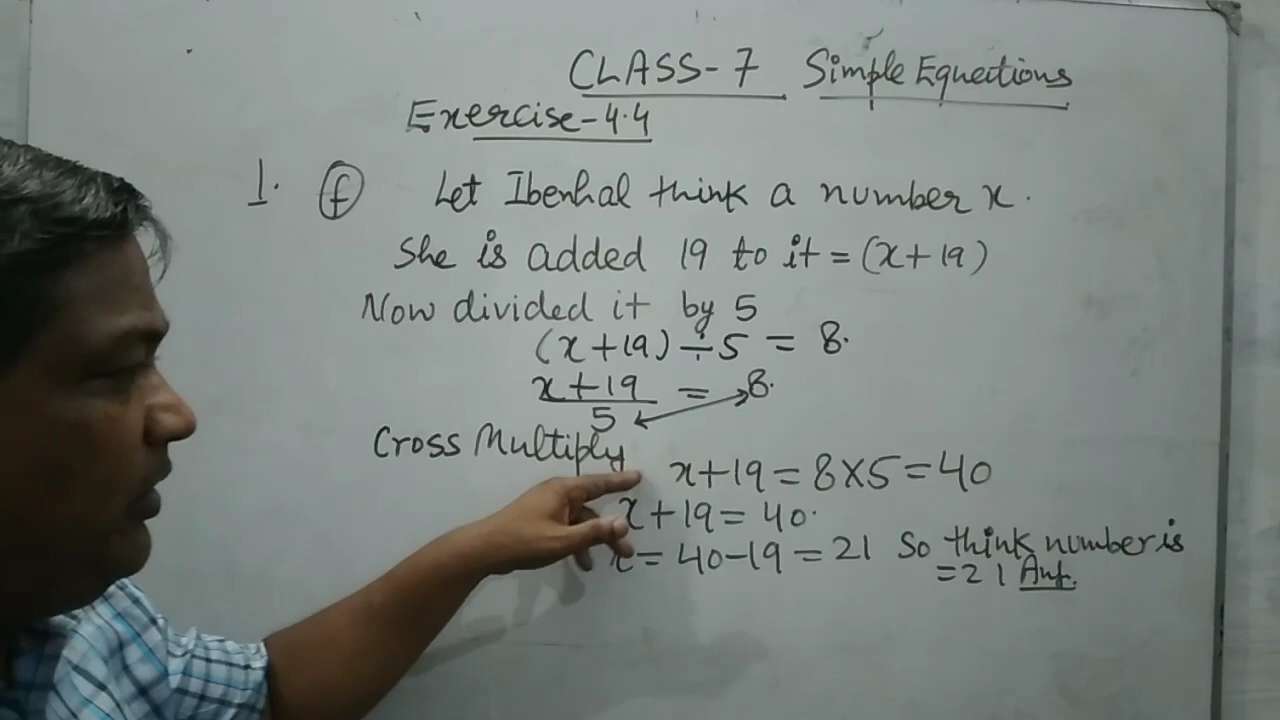 CLASS-7 Simple Equations
Exercise-4.4
1. (f) Let Ibenhal think a number x.
She is added 19 to it = (x+19)
Now divided it by 5
(x+19) ÷ 5 = 8.
x+19 = 8.
5
Cross Multiply
x+19 = 8×5 = 40
x+19 = 40.
x = 40-19 = 21 So think number is
= 21 Ans.